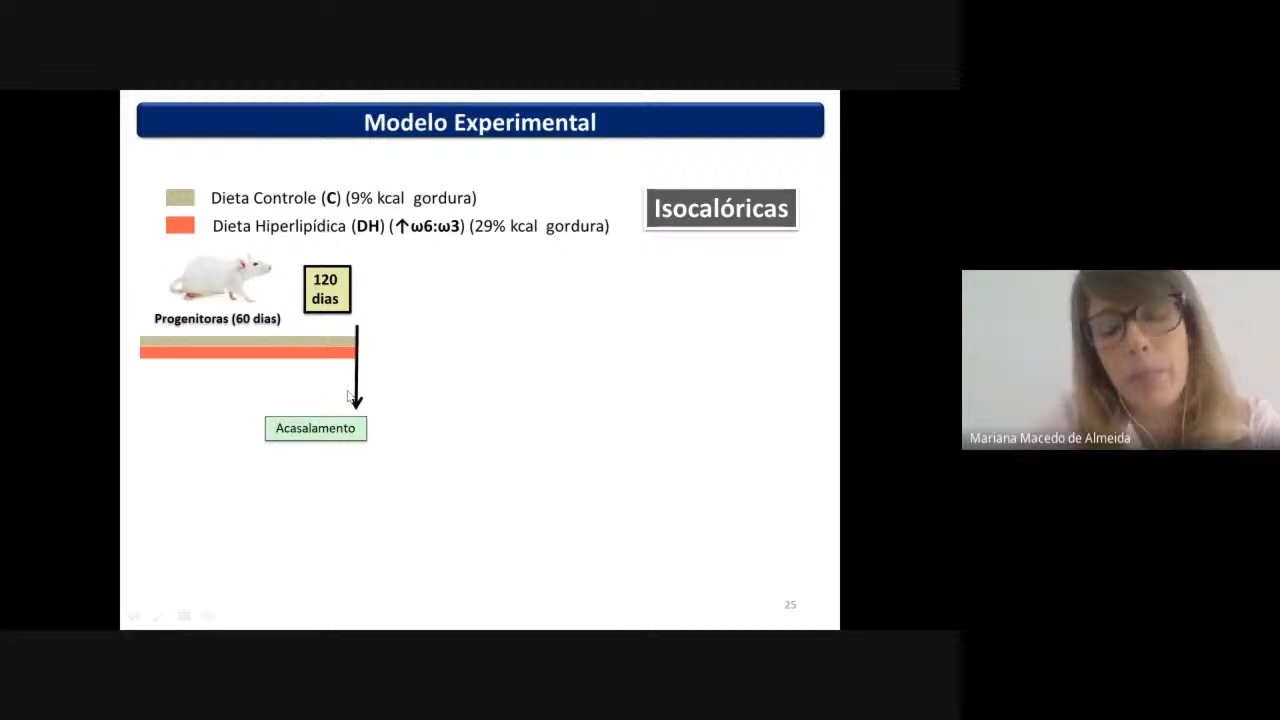 Modelo Experimental
Dieta Controle (C) (9% kcal gordura)
Dieta Hiperlipídica (DH) (↑ω6:ω3) (29% kcal gordura)
Isocalóricas
120
dias
Progenitoras (60 dias)
Acasalamento
25
Mariana Macedo de Almeida